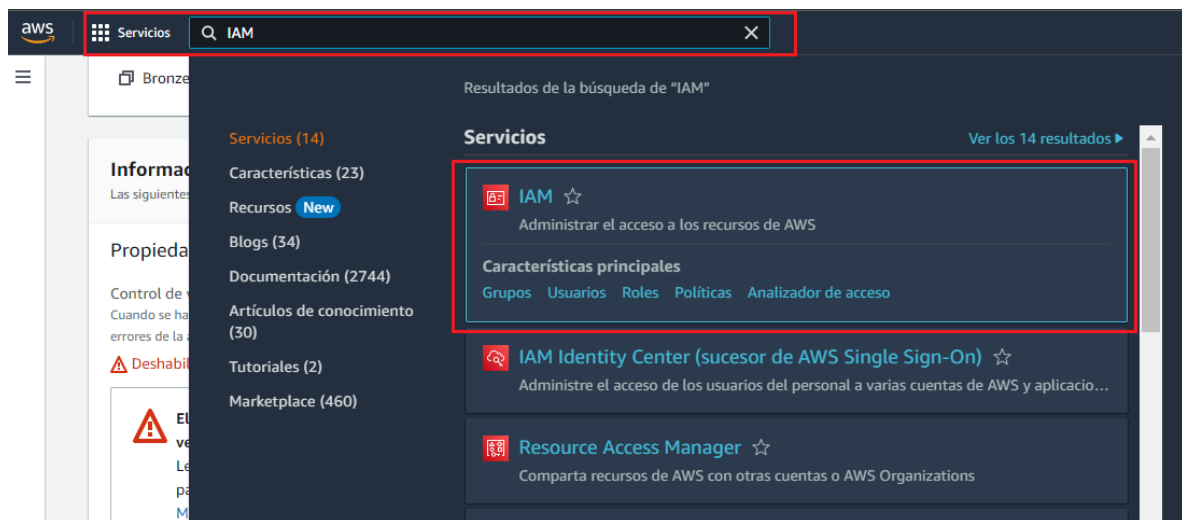 aws
Servicios
IAM
Bronze
Resultados de la búsqueda de "IAM"
Servicios (14)
Características (23)
Recursos New
Blogs (34)
Documentación (2744)
Artículos de conocimiento
(30)
Tutoriales (2)
Marketplace (460)
Servicios
Ver los 14 resultados
IAM
Administrar el acceso a los recursos de AWS
Características principales
Grupos Usuarios Roles Políticas Analizador de acceso
IAM Identity Center (sucesor de AWS Single Sign-On)
Administre el acceso de los usuarios del personal a varias cuentas de AWS y aplicacio...
Resource Access Manager
Comparta recursos de AWS con otras cuentas o AWS Organizations
Informac
Las siguientes
Propieda
Control de
Cuando se ha
errores de la
Deshabil
El
ve
Le
pa
M